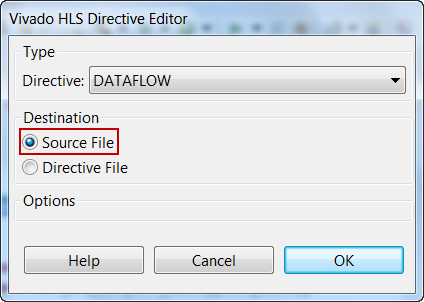 Vivado HLS Directive Editor
Type
Directive: DATAFLOW
Destination
Source File
Directive File
Options
Help Cancel OK